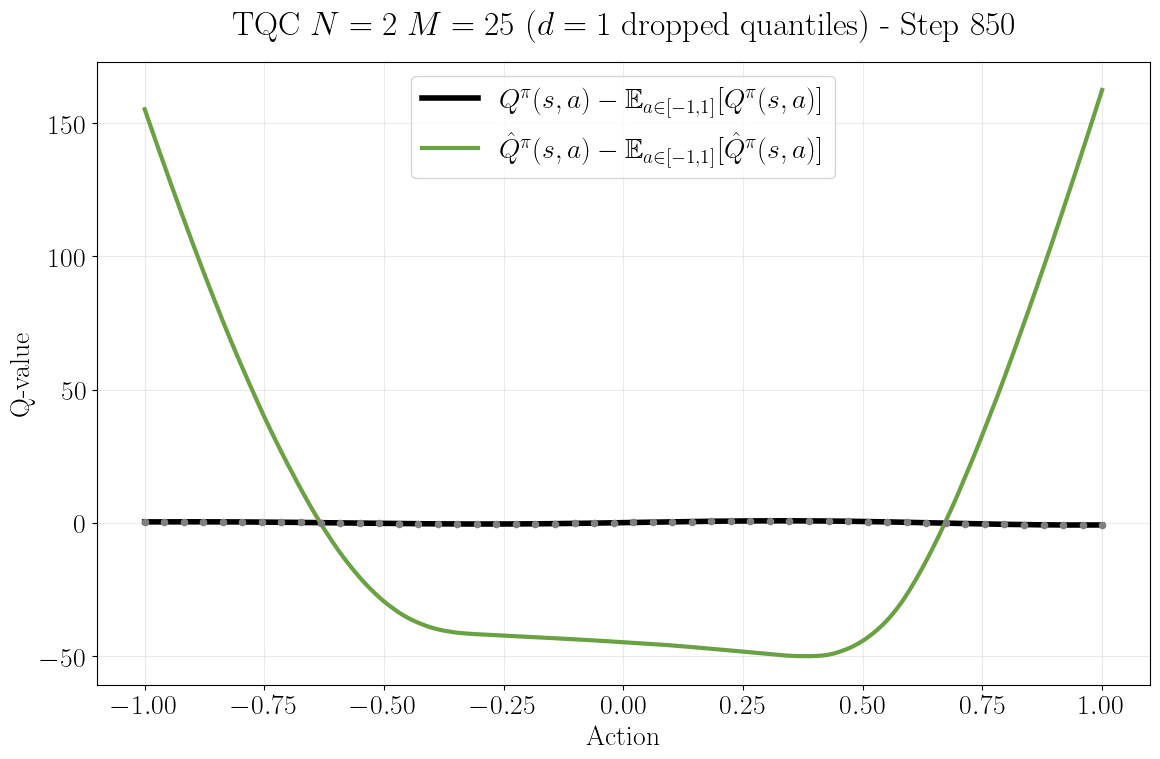 TQC N = 2 M = 25 (d = 1 dropped quantiles) - Step 850
Q^π(s, a) − 𝔼_{a∈[−1,1]}[Q^π(s, a)]
Q̂^π(s, a) − 𝔼_{a∈[−1,1]}[Q̂^π(s, a)]
150
100
50
0
−50
Q-value
−1.00 −0.75 −0.50 −0.25 0.00 0.25 0.50 0.75 1.00
Action